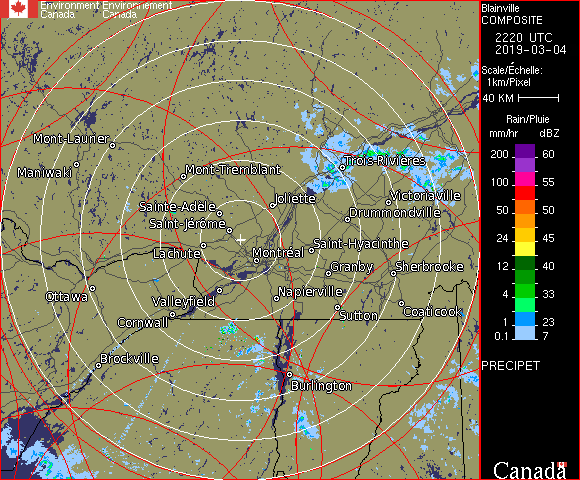 Environment Environnement
Canada Canada
Blainville
COMPOSITE
2220 UTC
2019-03-04
Scale/Échelle:
1km/Pixel
40 KM
Rain/Pluie
mm/hr dBZ
200 60
100 55
50 50
24 45
12 40
4 33
1 23
0.1 7
PRECIPET
Mont-Laurier
Maniwaki
Mont-Tremblant
Trois-Rivières
Joliette
Victoriaville
Sainte-Adèle
Drummondville
Saint-Jérôme
Saint-Hyacinthe
Lachute
Montréal
Granby
Sherbrooke
Ottawa
Valleyfield
Napierville
Cornwall
Sutton
Coaticook
Brockville
Burlington
Canada